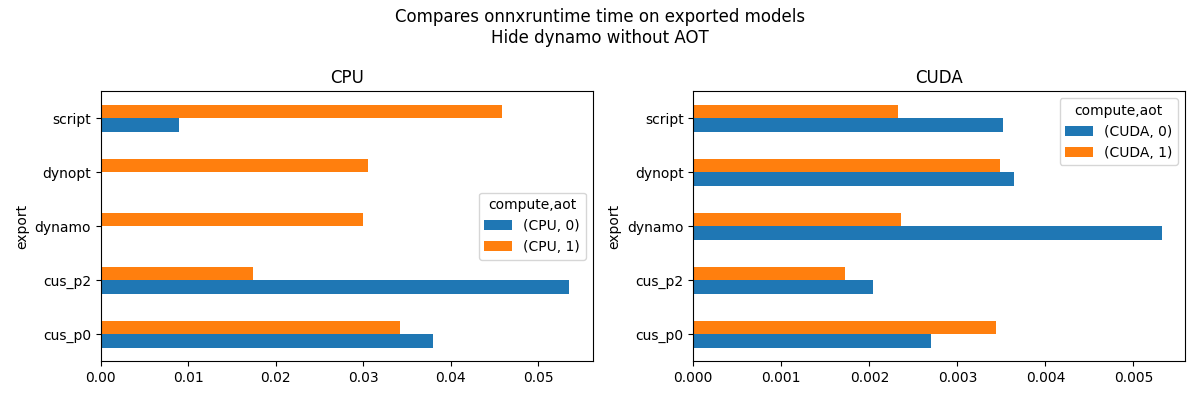 Compares onnxruntime time on exported models
Hide dynamo without AOT
CPU
export
script
dynopt
dynamo
cus_p2
cus_p0
compute,aot
(CPU, 0)
(CPU, 1)
0.00 0.01 0.02 0.03 0.04 0.05
CUDA
export
script
dynopt
dynamo
cus_p2
cus_p0
compute,aot
(CUDA, 0)
(CUDA, 1)
0.000 0.001 0.002 0.003 0.004 0.005